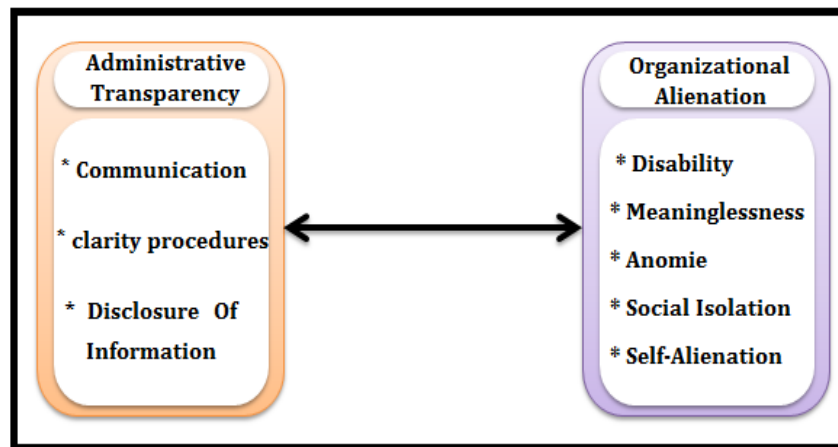 Administrative
Transparency
* Communication
* clarity procedures
* Disclosure Of
Information
Organizational
Alienation
* Disability
* Meaninglessness
* Anomie
* Social Isolation
* Self-Alienation